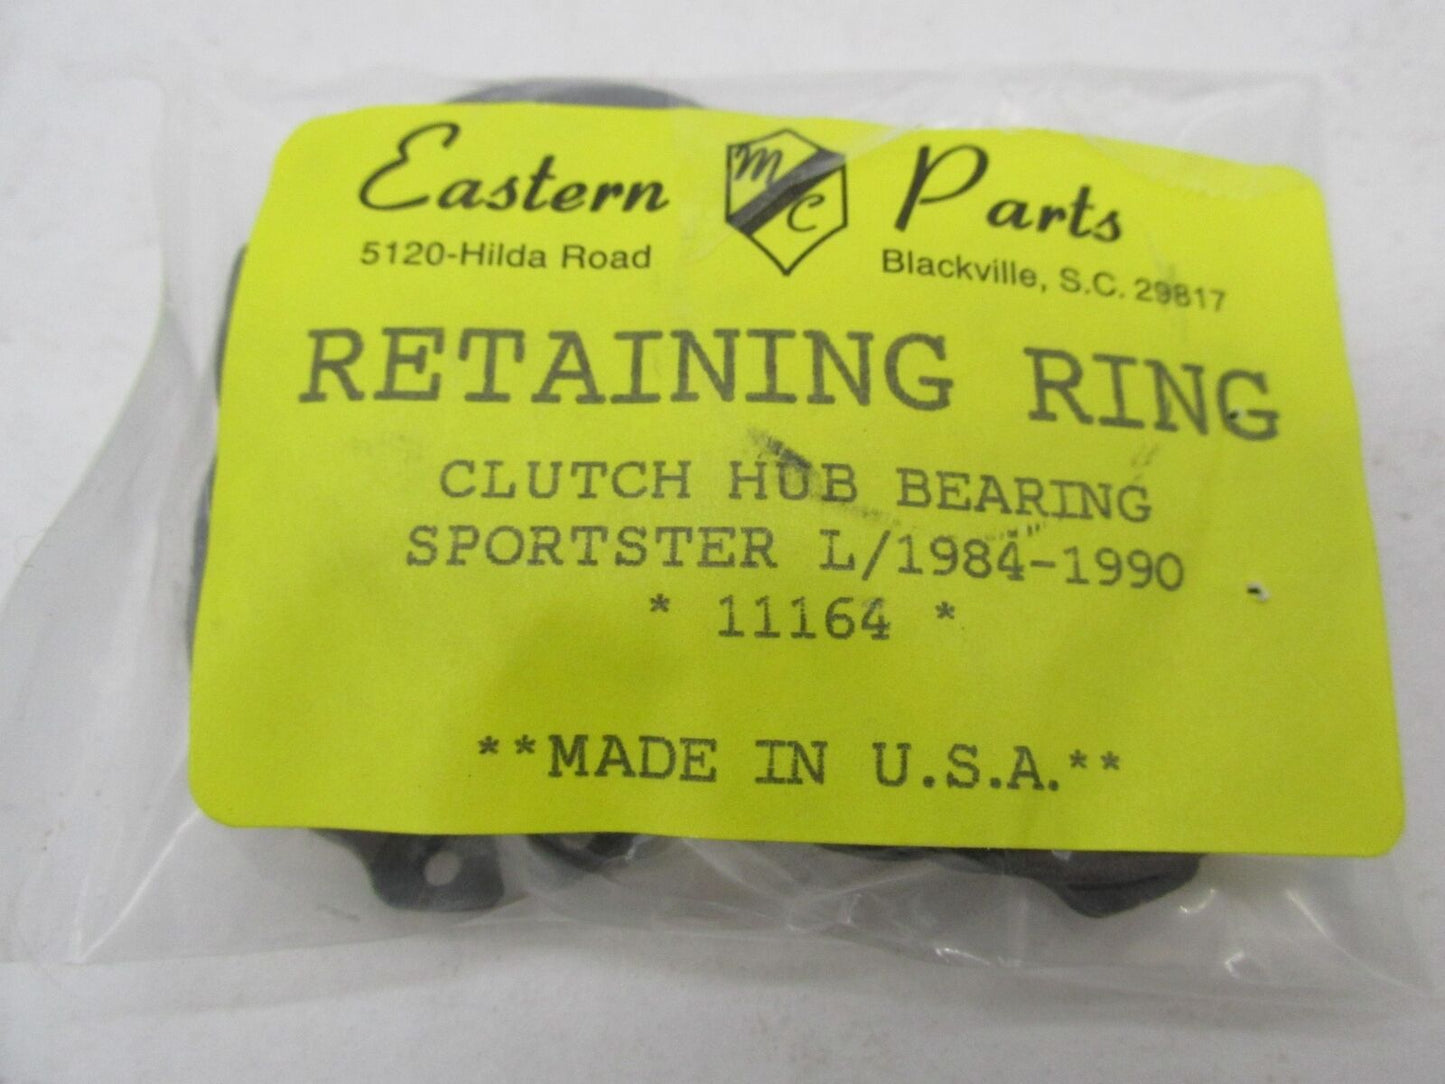 Eastern MC Parts
5120-Hilda Road Blackville, S.C. 29817
RETAINING RING
CLUTCH HUB BEARING
SPORTSTER L/1984-1990
* 11164 *
**MADE IN U.S.A.**